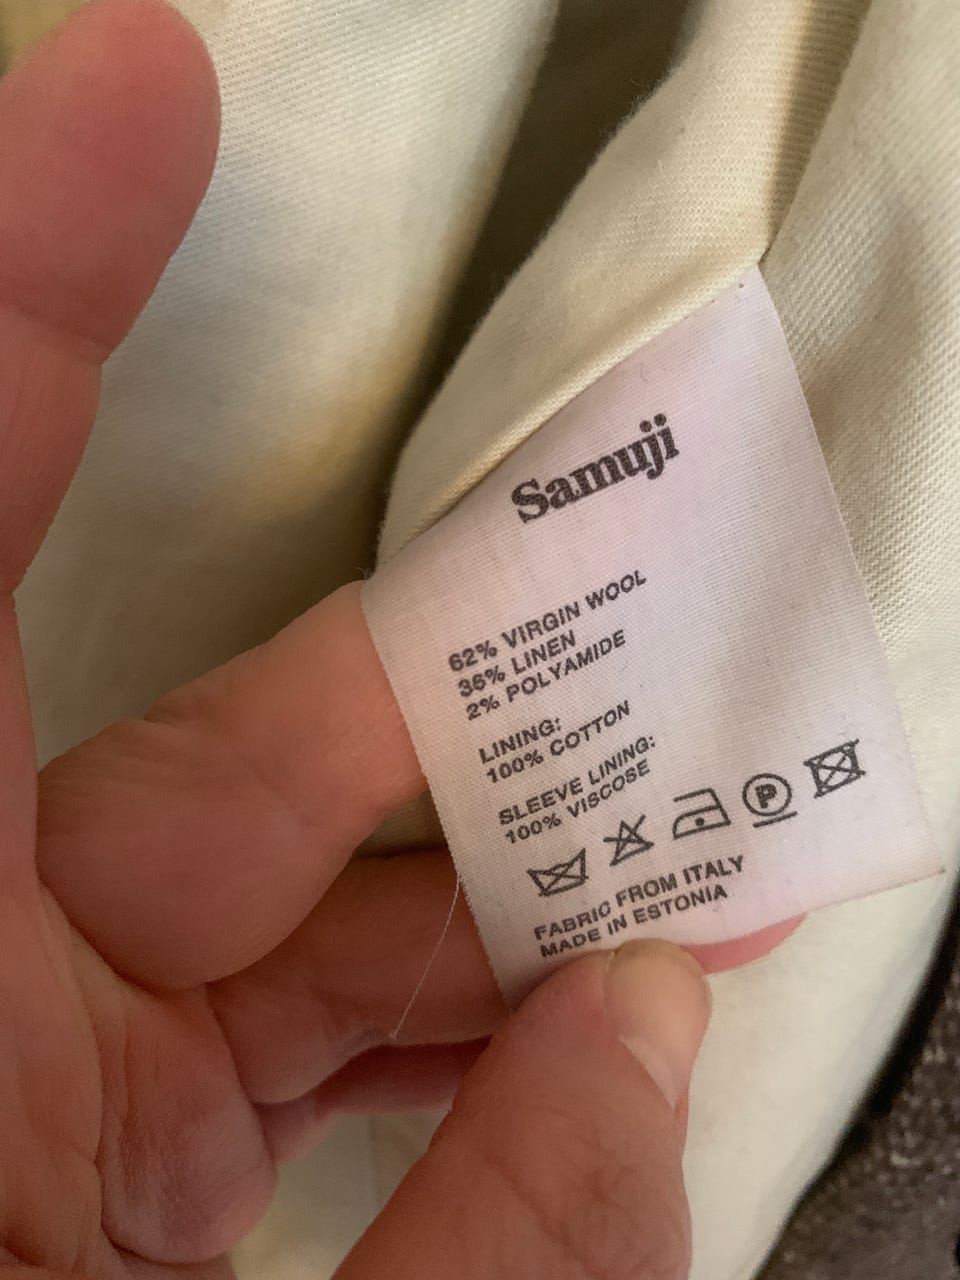 Samuji
62% VIRGIN WOOL
36% LINEN
2% POLYAMIDE
LINING:
100% COTTON
SLEEVE LINING:
100% VISCOSE
P
FABRIC FROM ITALY
MADE IN ESTONIA